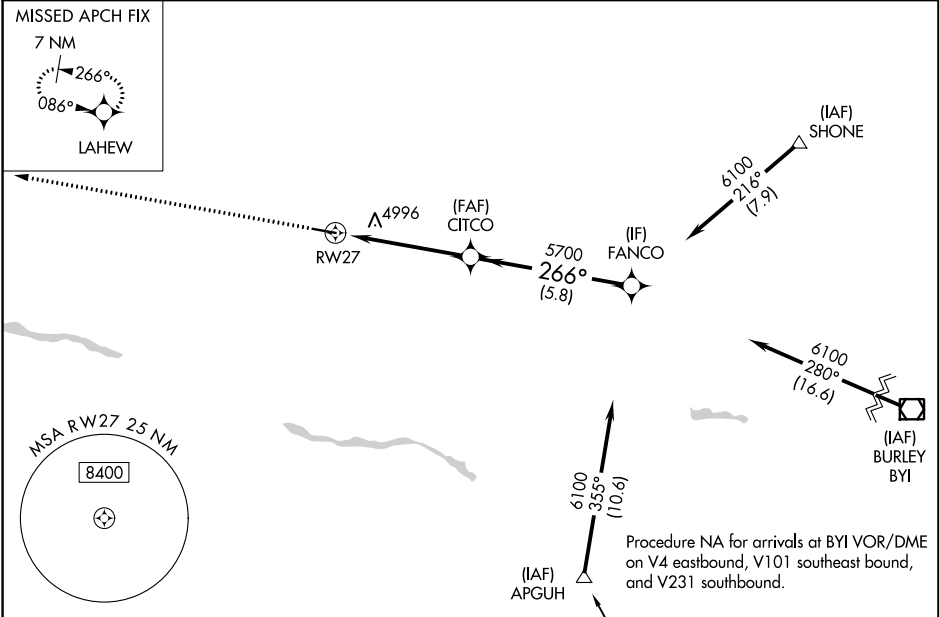 MISSED APCH FIX
7 NM
266°
086°
LAHEW
(IAF)
SHONE
6100
216°
(7.9)
4996
(FAF)
CITCO
RW27
(IF)
FANCO
5700
266°
(5.8)
6100
280°
(16.6)
(IAF)
BURLEY
BYI
MSA RW27 25 NM
8400
6100
355°
(10.6)
(IAF)
APGUH
Procedure NA for arrivals at BYI VOR/DME
on V4 eastbound, V101 southeast bound,
and V231 southbound.